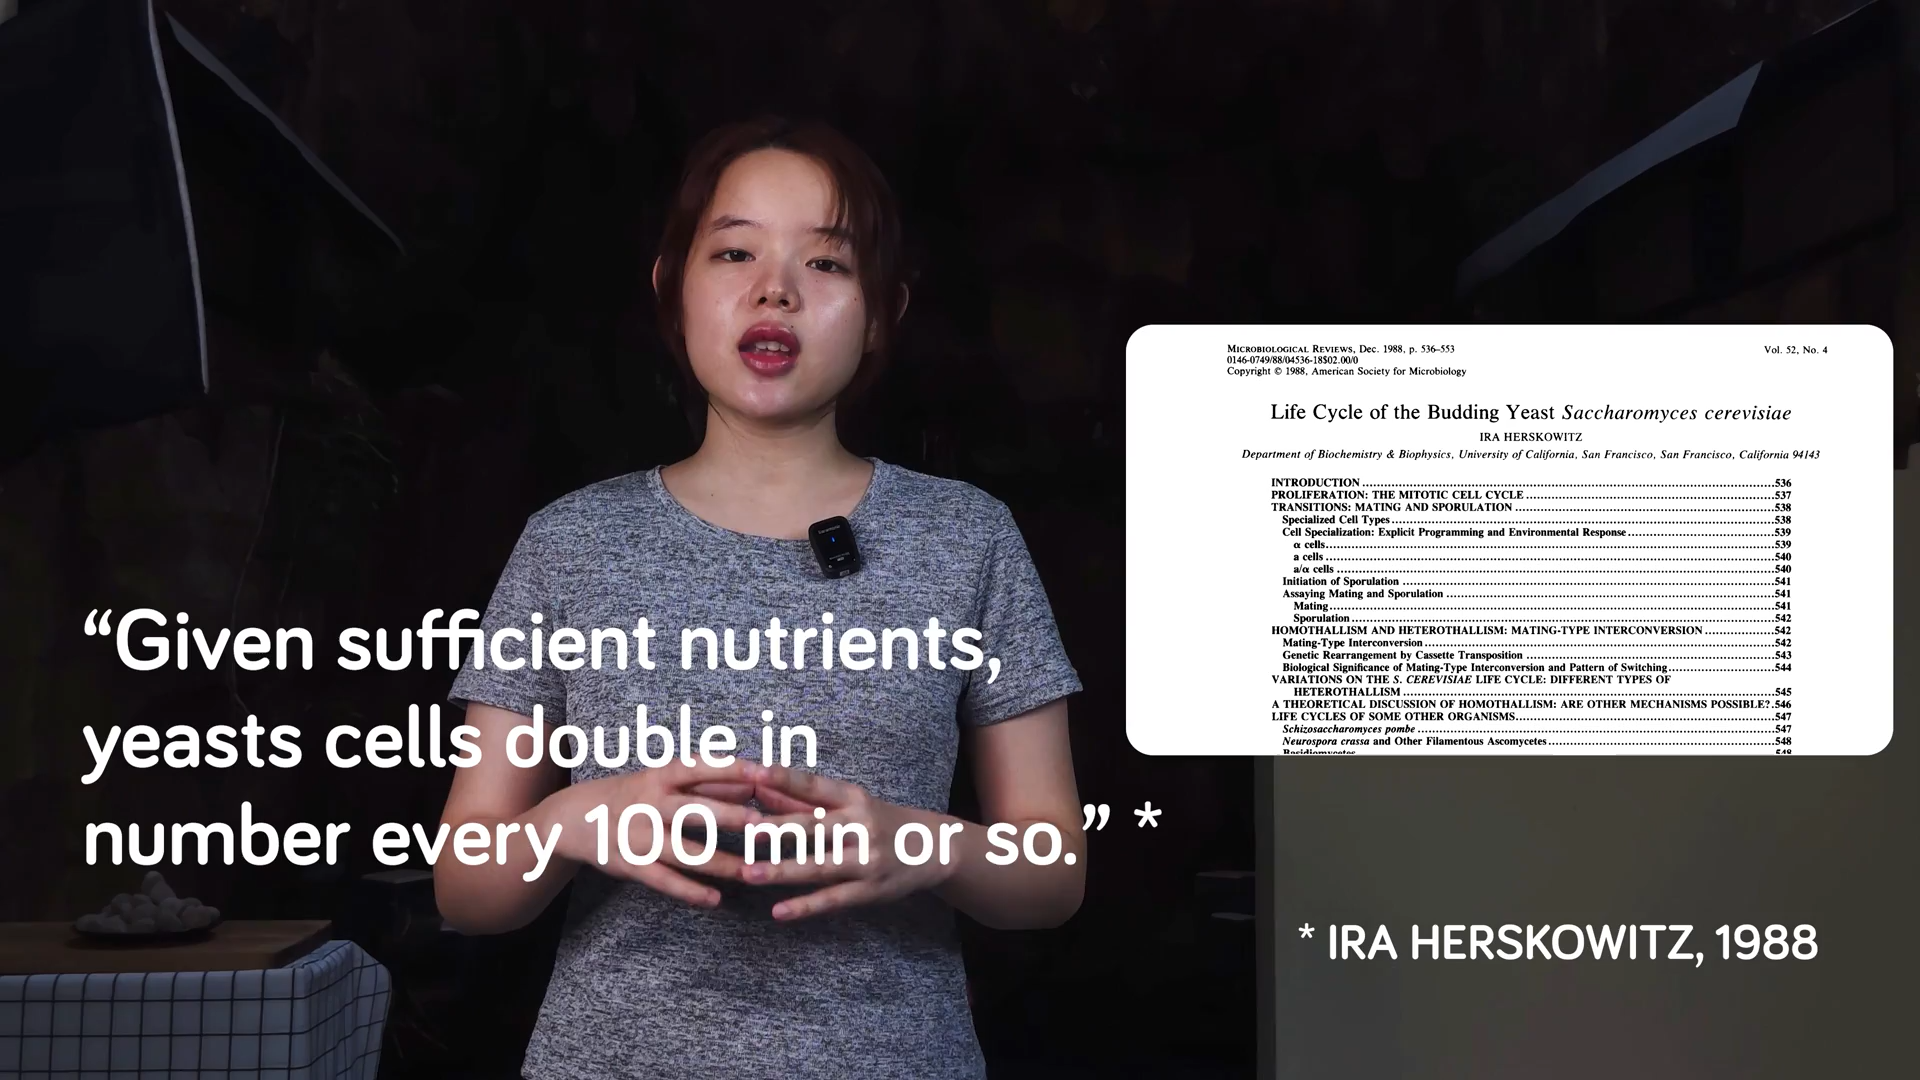 “Given sufficient nutrients,
yeasts cells double in
number every 100 min or so.” *
MICROBIOLOGICAL REVIEWS, Dec. 1988, p. 536–553
Vol. 52, No. 4
0146-0749/88/04536-18$02.00/0
Copyright © 1988, American Society for Microbiology
Life Cycle of the Budding Yeast Saccharomyces cerevisiae
IRA HERSKOWITZ
Department of Biochemistry & Biophysics, University of California, San Francisco, San Francisco, California 94143
INTRODUCTION ....................536
PROLIFERATION: THE MITOTIC CELL CYCLE ....................537
TRANSITIONS: MATING AND SPORULATION ....................538
Specialized Cell Types....................538
Cell Specialization: Explicit Programming and Environmental Response....................539
α cells....................539
a cells....................540
a/α cells ....................540
Initiation of Sporulation ....................541
Assaying Mating and Sporulation ....................541
Mating....................541
Sporulation....................542
HOMOTHALLISM AND HETEROTHALLISM: MATING-TYPE INTERCONVERSION ....................542
Mating-Type Interconversion....................542
Genetic Rearrangement by Cassette Transposition ....................543
Biological Significance of Mating-Type Interconversion and Pattern of Switching....................544
VARIATIONS ON THE S. CEREVISIAE LIFE CYCLE: DIFFERENT TYPES OF
HETEROTHALLISM ....................545
A THEORETICAL DISCUSSION OF HOMOTHALLISM: ARE OTHER MECHANISMS POSSIBLE?.546
LIFE CYCLES OF SOME OTHER ORGANISMS....................547
Schizosaccharomyces pombe ....................547
Neurospora crassa and Other Filamentous Ascomycetes....................548
* IRA HERSKOWITZ, 1988